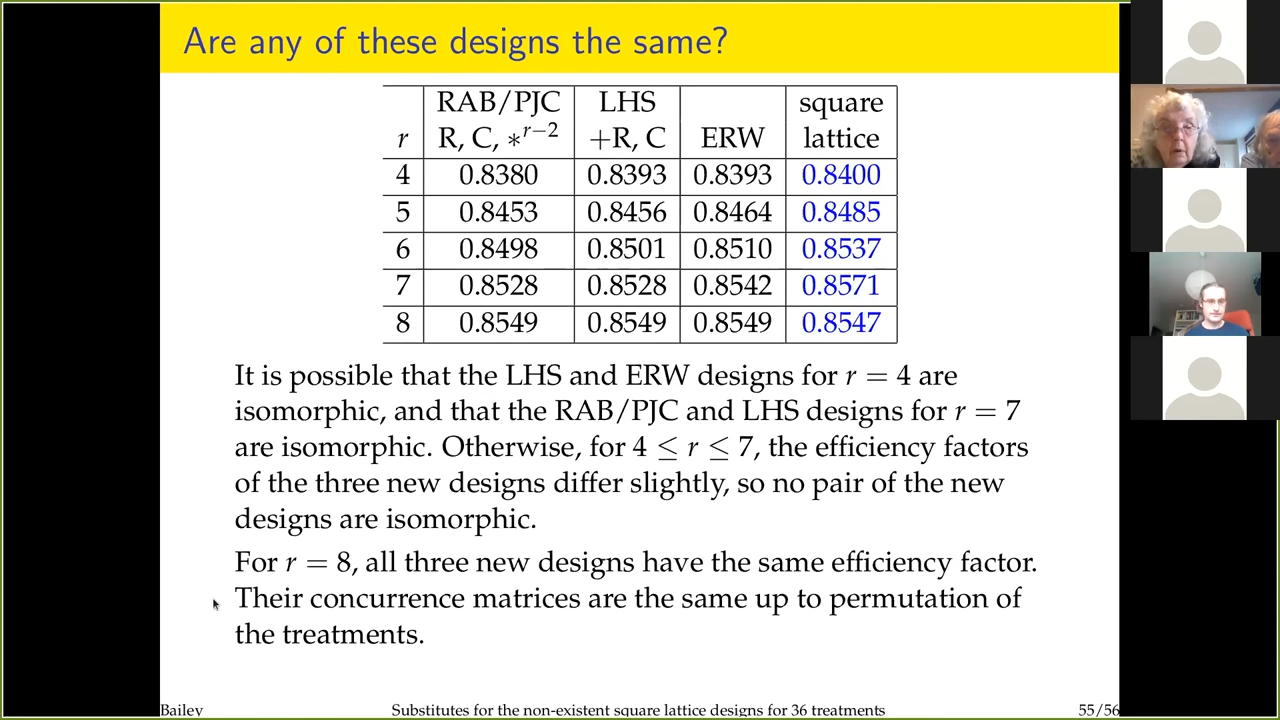 Are any of these designs the same?
RAB/PJC LHS square
r R, C, ∗^{r−2} +R, C ERW lattice
4 0.8380 0.8393 0.8393 0.8400
5 0.8453 0.8456 0.8464 0.8485
6 0.8498 0.8501 0.8510 0.8537
7 0.8528 0.8528 0.8542 0.8571
8 0.8549 0.8549 0.8549 0.8547
It is possible that the LHS and ERW designs for r = 4 are
isomorphic, and that the RAB/PJC and LHS designs for r = 7
are isomorphic. Otherwise, for 4 ≤ r ≤ 7, the efficiency factors
of the three new designs differ slightly, so no pair of the new
designs are isomorphic.
For r = 8, all three new designs have the same efficiency factor.
Their concurrence matrices are the same up to permutation of
the treatments.
Bailey Substitutes for the non-existent square lattice designs for 36 treatments 55/56